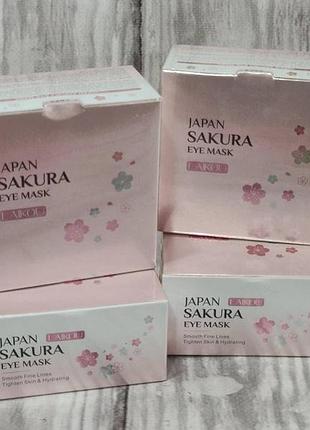 JAPAN
SAKURA
EYE MASK
LAIKOU
JAPAN
SAKURA
EYE MASK
LAIKOU
JAPAN LAIKOU
SAKURA
EYE MASK
Smooth Fine Lines
Tighten Skin & Hydrating
JAPAN LAIKOU
SAKURA
EYE MASK
Smooth Fine Lines
Tighten Skin & Hydrating